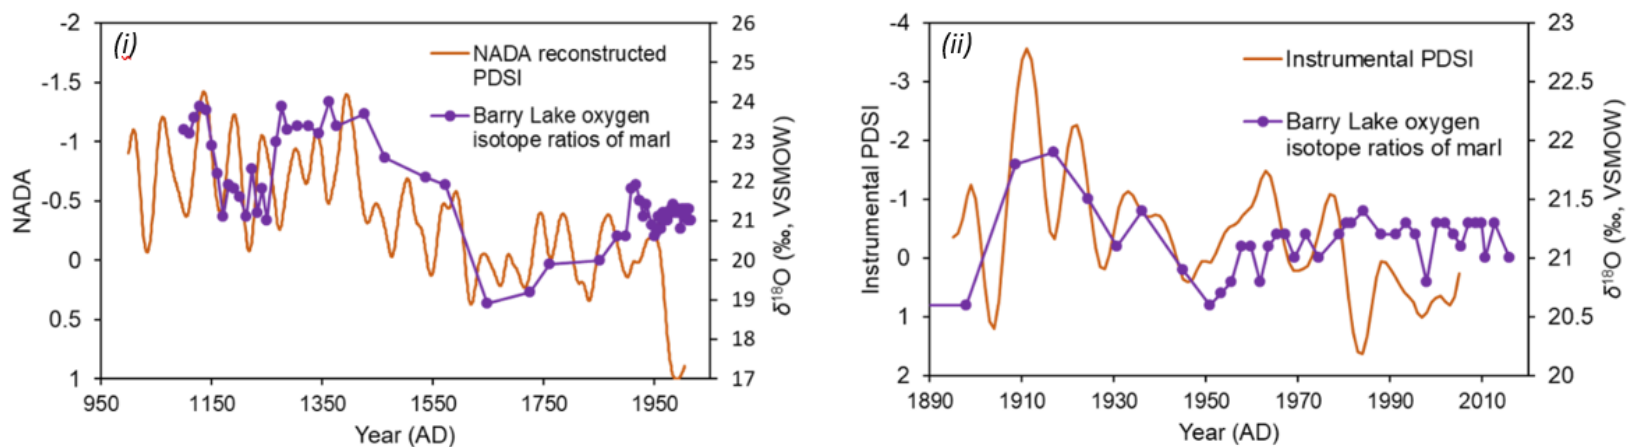 (i)
NADA reconstructed
PDSI
Barry Lake oxygen
isotope ratios of marl
NADA
-2
-1.5
-1
-0.5
0
0.5
1
26
25
24
23
22
21
20
19
18
17
δ¹⁸O (‰, VSMOW)
950 1150 1350 1550 1750 1950
Year (AD)
(ii)
Instrumental PDSI
Barry Lake oxygen
isotope ratios of marl
Instrumental PDSI
-4
-3
-2
-1
0
1
2
23
22.5
22
21.5
21
20.5
20
δ¹⁸O (‰, VSMOW)
1890 1910 1930 1950 1970 1990 2010
Year (AD)